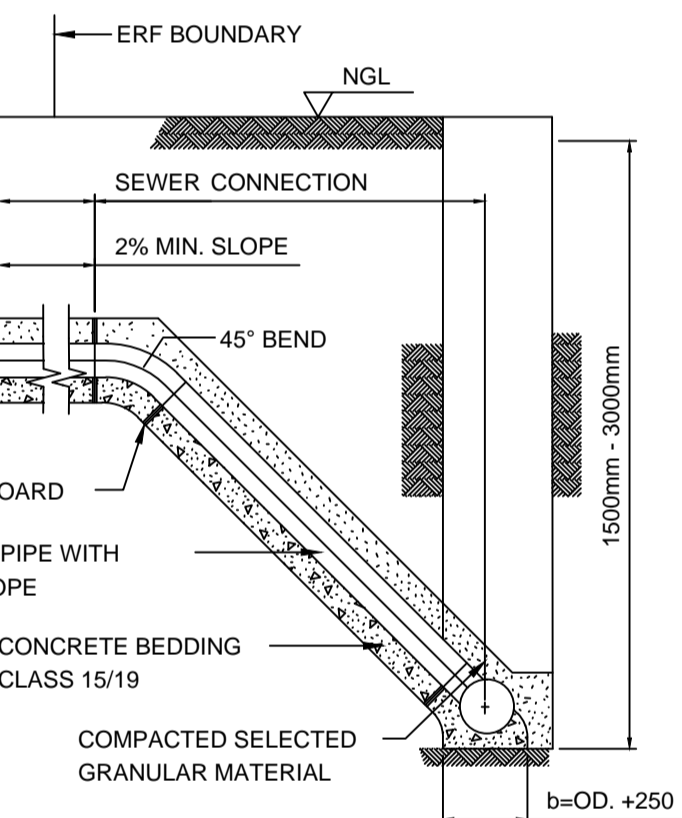 ERF BOUNDARY
NGL
SEWER CONNECTION
2% MIN. SLOPE
45° BEND
1500mm - 3000mm
OARD
PIPE WITH
OPE
CONCRETE BEDDING
CLASS 15/19
COMPACTED SELECTED
GRANULAR MATERIAL
b=OD. +250